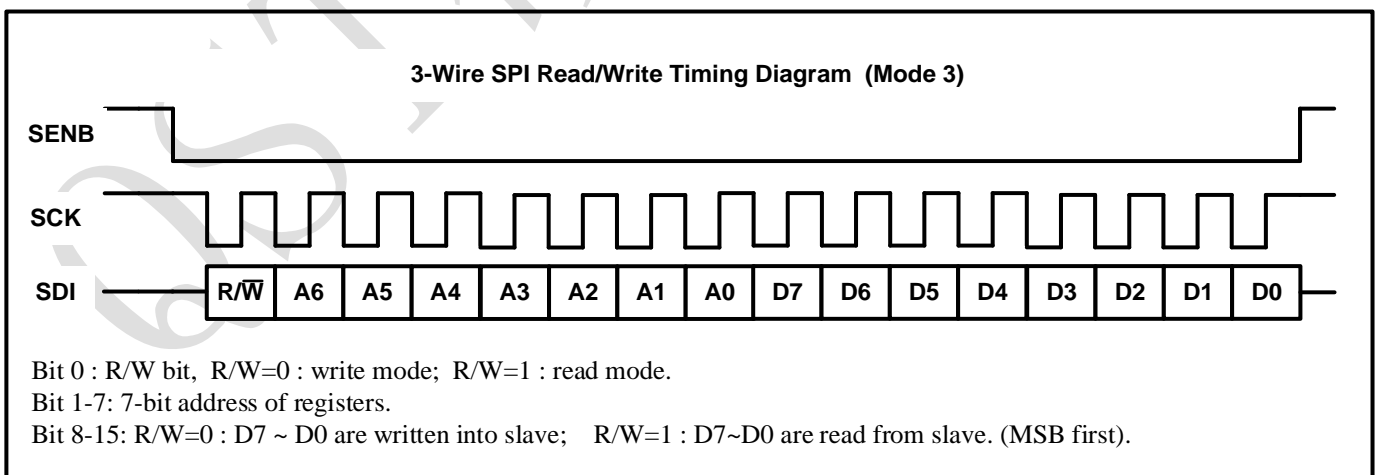 3-Wire SPI Read/Write Timing Diagram (Mode 3)
SENB
SCK
SDI R/W̅ A6 A5 A4 A3 A2 A1 A0 D7 D6 D5 D4 D3 D2 D1 D0
Bit 0 : R/W bit, R/W=0 : write mode; R/W=1 : read mode.
Bit 1-7: 7-bit address of registers.
Bit 8-15: R/W=0 : D7 ~ D0 are written into slave; R/W=1 : D7~D0 are read from slave. (MSB first).